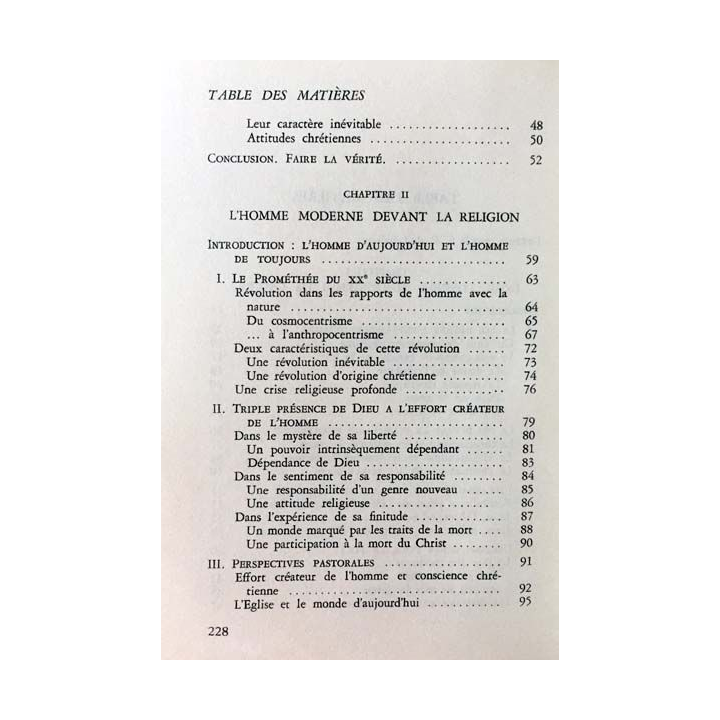 TABLE DES MATIÈRES
Leur caractère inévitable .................... 48
Attitudes chrétiennes ....................... 50
CONCLUSION. FAIRE LA VÉRITÉ. .................. 52
CHAPITRE II
L'HOMME MODERNE DEVANT LA RELIGION
INTRODUCTION : L'HOMME D'AUJOURD'HUI ET L'HOMME
DE TOUJOURS ............................. 59
I. LE PROMÉTHÉE DU XXe SIÈCLE .............. 63
Révolution dans les rapports de l'homme avec la
nature ................................... 64
Du cosmocentrisme ....................... 65
... à l'anthropocentrisme ................... 67
Deux caractéristiques de cette révolution ...... 72
Une révolution inévitable ................... 73
Une révolution d'origine chrétienne .......... 74
Une crise religieuse profonde ................. 76
II. TRIPLE PRÉSENCE DE DIEU A L'EFFORT CRÉATEUR
DE L'HOMME ............................ 79
Dans le mystère de sa liberté ................. 80
Un pouvoir intrinsèquement dépendant ....... 81
Dépendance de Dieu ...................... 83
Dans le sentiment de sa responsabilité ........ 84
Une responsabilité d'un genre nouveau ....... 85
Une attitude religieuse ...................... 86
Dans l'expérience de sa finitude .............. 87
Un monde marqué par les traits de la mort .... 88
Une participation à la mort du Christ ........ 90
III. PERSPECTIVES PASTORALES ................... 91
Effort créateur de l'homme et conscience chré-
tienne .................................. 92
L'Eglise et le monde d'aujourd'hui ............ 95
228